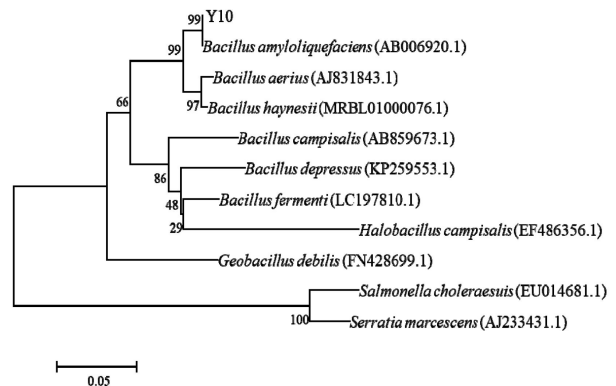 99 Y10
99 Bacillus amyloliquefaciens (AB006920.1)
Bacillus aerius (AJ831843.1)
66 97 Bacillus haynesii (MRBL01000076.1)
Bacillus campisalis (AB859673.1)
86 Bacillus depressus (KP259553.1)
48 Bacillus fermenti (LC197810.1)
29 Halobacillus campisalis (EF486356.1)
Geobacillus debilis (FN428699.1)
Salmonella choleraesuis (EU014681.1)
100 Serratia marcescens (AJ233431.1)
0.05